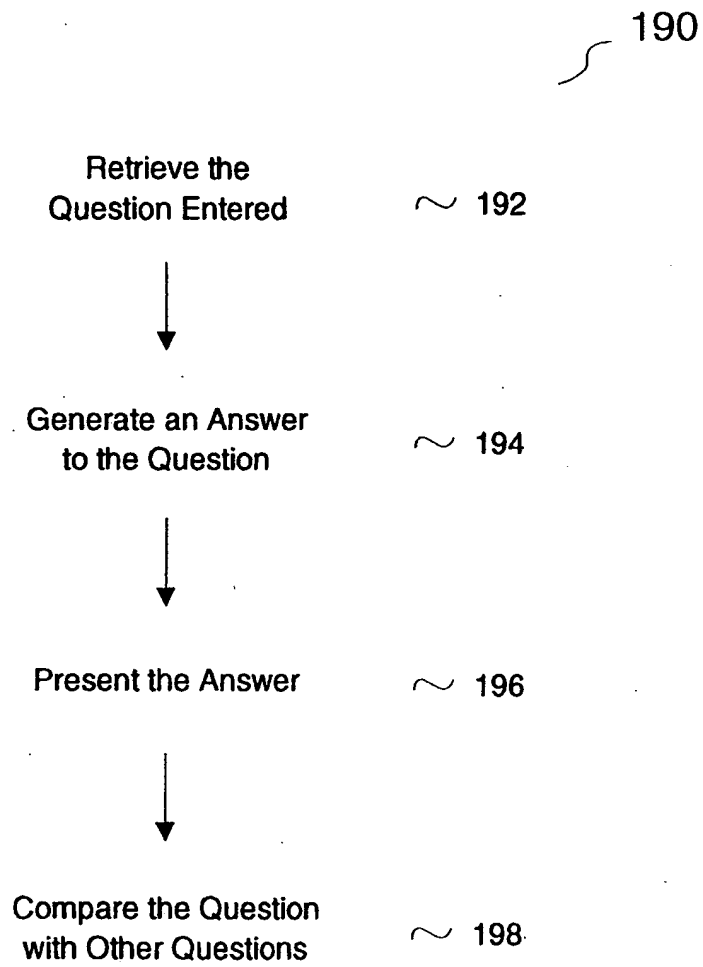 190
Retrieve the
Question Entered
192
Generate an Answer
to the Question
194
Present the Answer
196
Compare the Question
with Other Questions
198